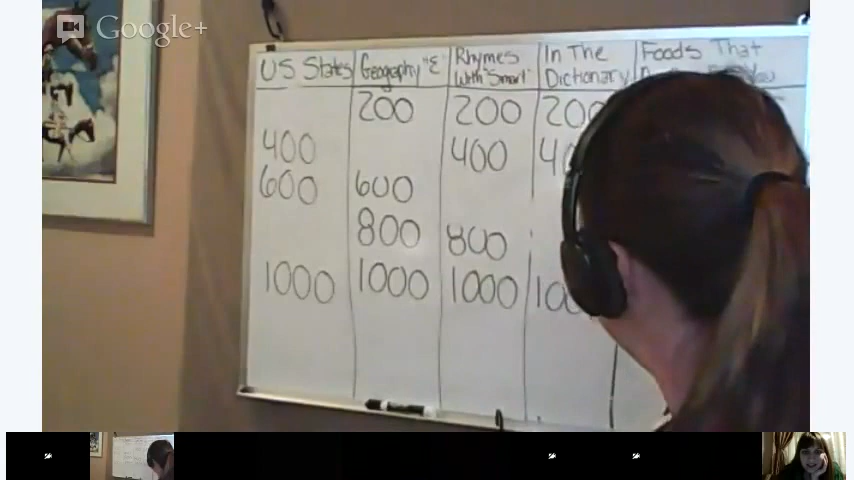 Google+
US States Geography "E" Rhymes In The Foods That
With "Smart" Dictionary
200 200 200
400 400
600 600
800 800
1000 1000 1000